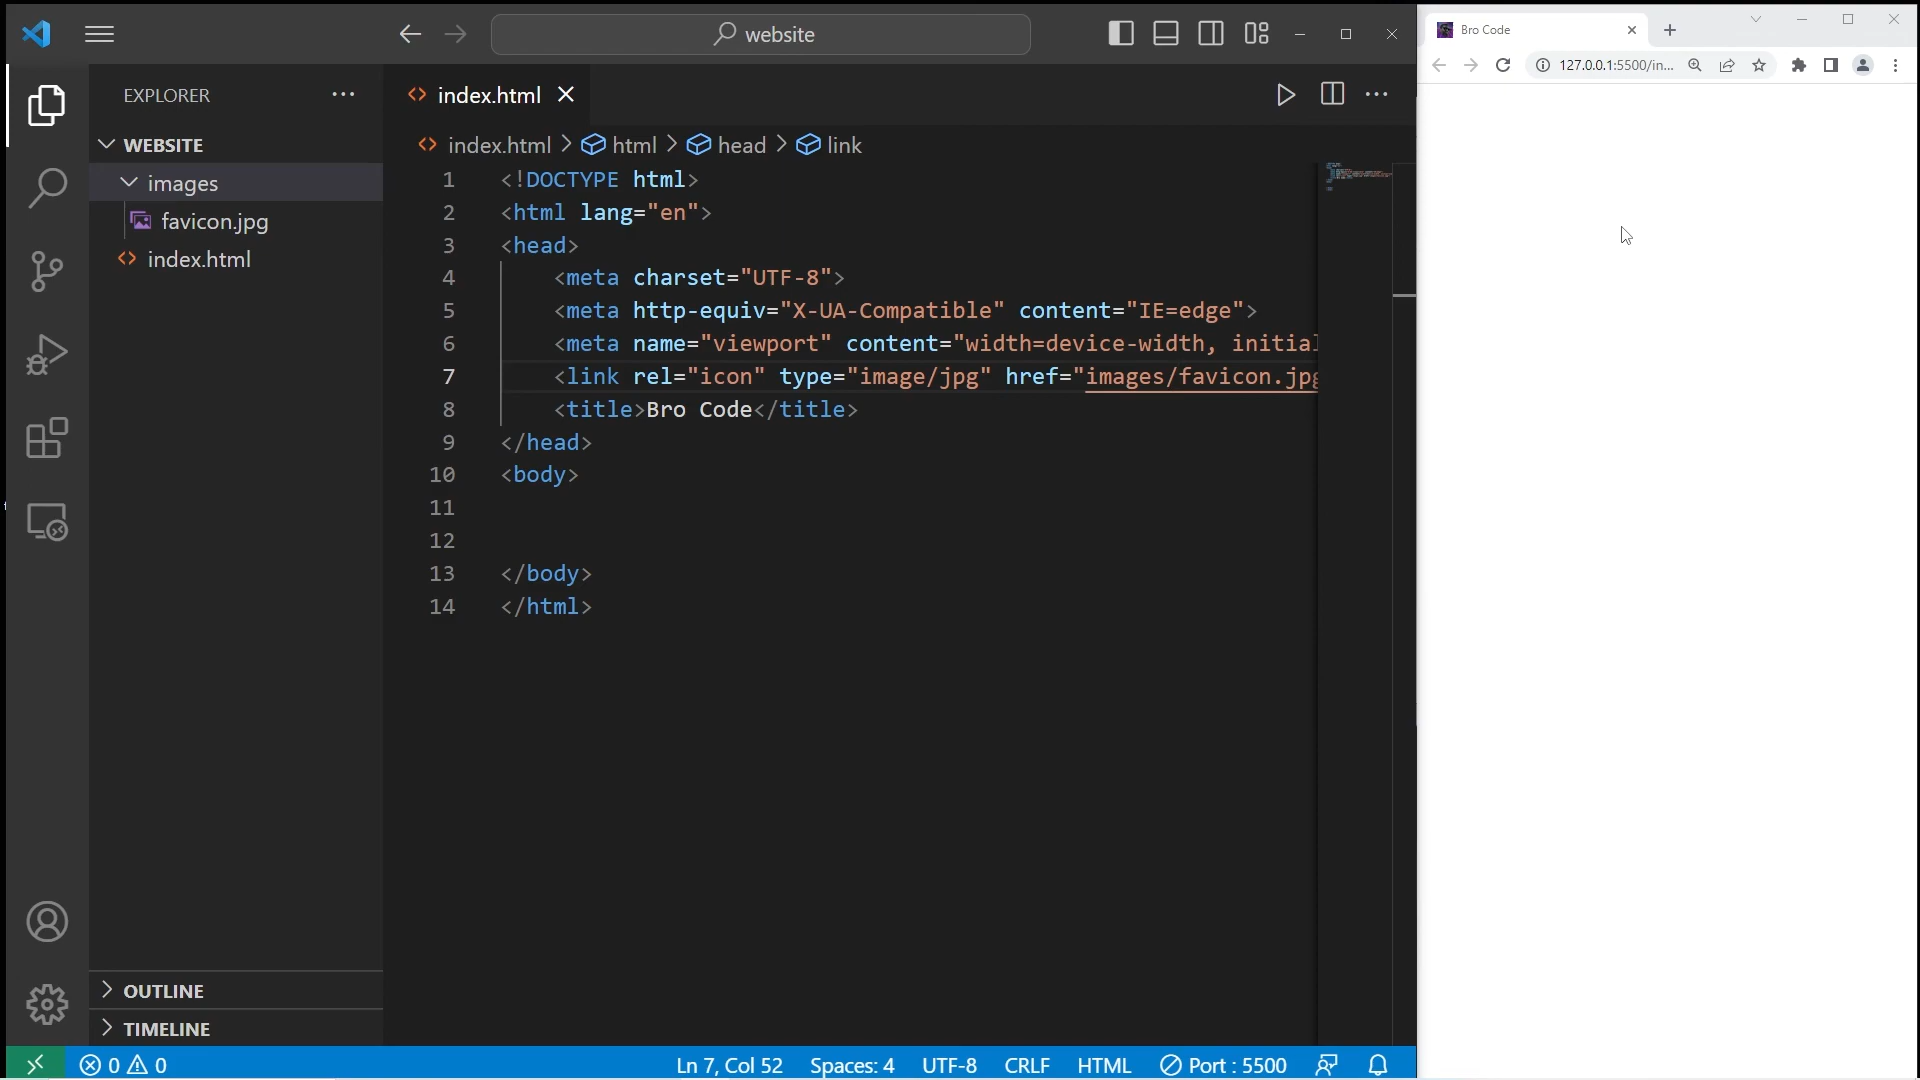 website
Bro Code
127.0.0.1:5500/in...
EXPLORER
WEBSITE
images
favicon.jpg
index.html
OUTLINE
TIMELINE
index.html
index.html > html > head > link
1 <!DOCTYPE html>
2 <html lang="en">
3 <head>
4 <meta charset="UTF-8">
5 <meta http-equiv="X-UA-Compatible" content="IE=edge">
6 <meta name="viewport" content="width=device-width, initial
7 <link rel="icon" type="image/jpg" href="images/favicon.jpg
8 <title>Bro Code</title>
9 </head>
10 <body>
11
12
13 </body>
14 </html>
0 0
Ln 7, Col 52 Spaces: 4 UTF-8 CRLF HTML Port : 5500